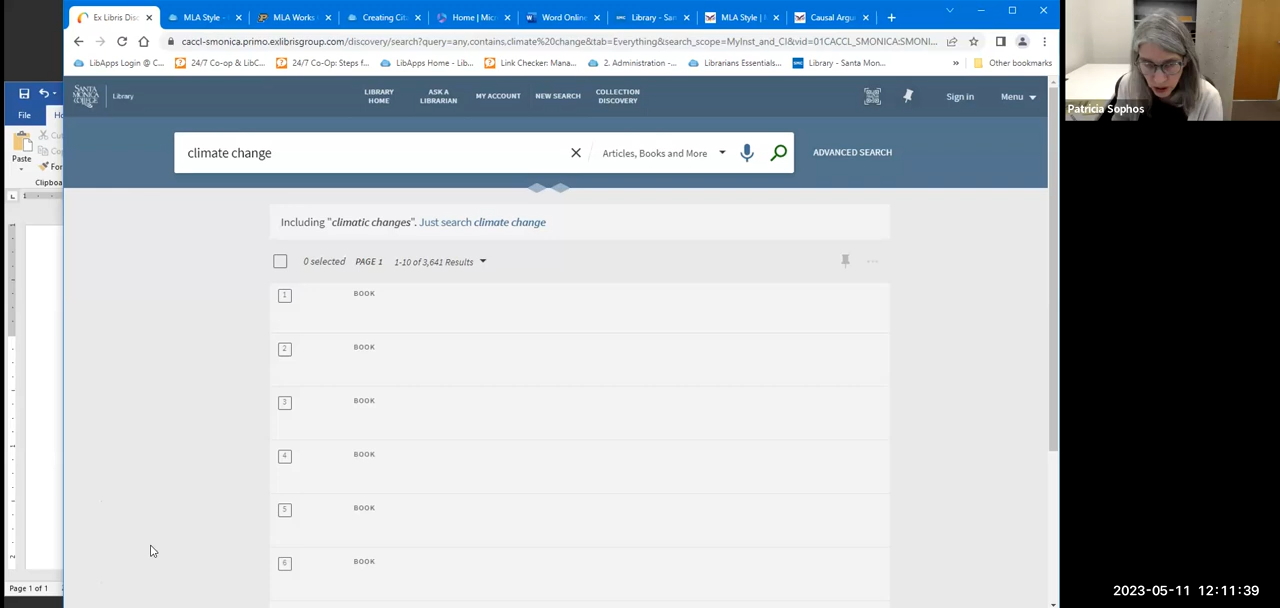 Ex Libris Disc
MLA Style -
MLA Works
Creating Cit
Home | Mic
Word Online
Library - San
MLA Style |
Causal Argu
caccl-smonica.primo.exlibrisgroup.com/discovery/search?query=any,contains,climate%20change&tab=Everything&search_scope=MyInst_and_CI&vid=01CACCL_SMONICA:SMONI...
LibApps Login @ C...
24/7 Co-op & LibC...
24/7 Co-Op: Steps f...
LibApps Home - Lib...
Link Checker: Mana...
2. Administration -...
Librarians Essentials...
Library - Santa Mon...
»
Other bookmarks
File
Paste
Clipboa
Page 1 of 1
SANTA MONICA COLLEGE
Library
LIBRARY HOME
ASK A LIBRARIAN
MY ACCOUNT
NEW SEARCH
COLLECTION DISCOVERY
Sign in
Menu
climate change
Articles, Books and More
ADVANCED SEARCH
Including "climatic changes". Just search climate change
0 selected PAGE 1 1-10 of 3,641 Results
1 BOOK
2 BOOK
3 BOOK
4 BOOK
5 BOOK
6 BOOK
Patricia Sophos
2023-05-11 12:11:39